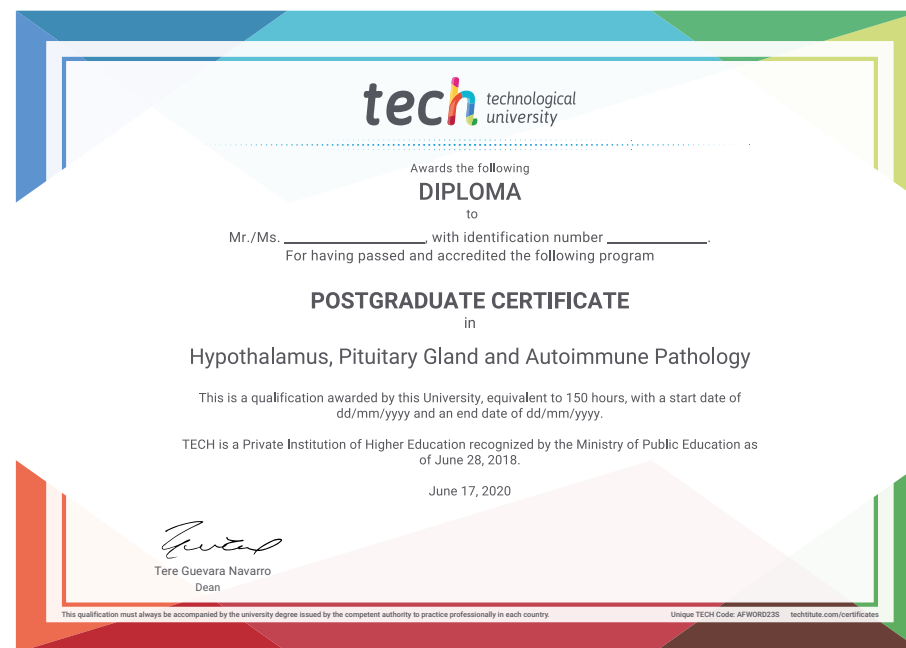 tech technological
university
Awards the following
DIPLOMA
to
Mr./Ms. ____________________, with identification number ______________.
For having passed and accredited the following program
POSTGRADUATE CERTIFICATE
in
Hypothalamus, Pituitary Gland and Autoimmune Pathology
This is a qualification awarded by this University, equivalent to 150 hours, with a start date of
dd/mm/yyyy and an end date of dd/mm/yyyy.
TECH is a Private Institution of Higher Education recognized by the Ministry of Public Education as
of June 28, 2018.
June 17, 2020
Tere Guevara Navarro
Dean
This qualification must always be accompanied by the university degree issued by the competent authority to practice professionally in each country. Unique TECH Code: AFWORD23S techtitute.com/certificates